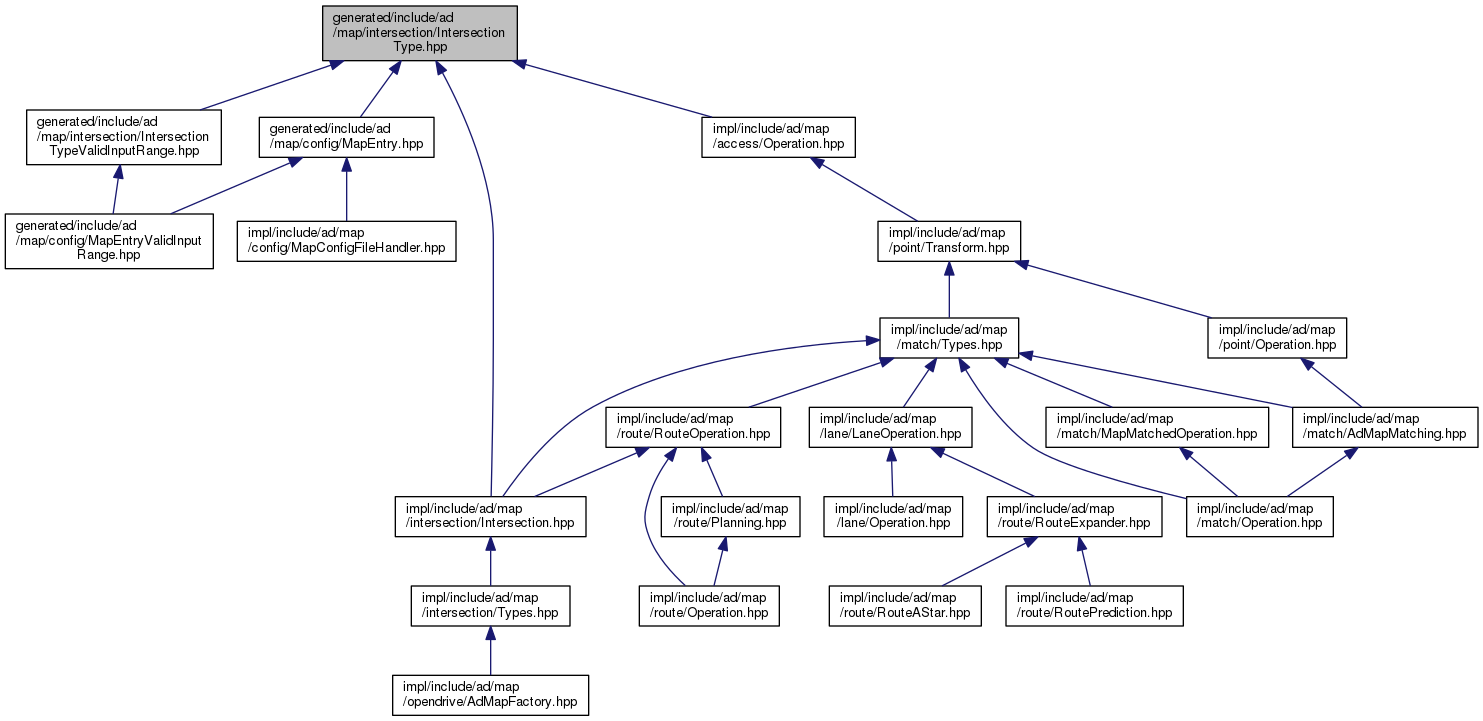 generated/include/ad
/map/intersection/Intersection
Type.hpp
generated/include/ad
/map/intersection/Intersection
TypeValidInputRange.hpp
generated/include/ad
/map/config/MapEntry.hpp
impl/include/ad/map
/access/Operation.hpp
generated/include/ad
/map/config/MapEntryValidInput
Range.hpp
impl/include/ad/map
/config/MapConfigFileHandler.hpp
impl/include/ad/map
/point/Transform.hpp
impl/include/ad/map
/match/Types.hpp
impl/include/ad/map
/point/Operation.hpp
impl/include/ad/map
/route/RouteOperation.hpp
impl/include/ad/map
/lane/LaneOperation.hpp
impl/include/ad/map
/match/MapMatchedOperation.hpp
impl/include/ad/map
/match/AdMapMatching.hpp
impl/include/ad/map
/intersection/Intersection.hpp
impl/include/ad/map
/route/Planning.hpp
impl/include/ad/map
/lane/Operation.hpp
impl/include/ad/map
/route/RouteExpander.hpp
impl/include/ad/map
/match/Operation.hpp
impl/include/ad/map
/intersection/Types.hpp
impl/include/ad/map
/route/Operation.hpp
impl/include/ad/map
/route/RouteAStar.hpp
impl/include/ad/map
/route/RoutePrediction.hpp
impl/include/ad/map
/opendrive/AdMapFactory.hpp